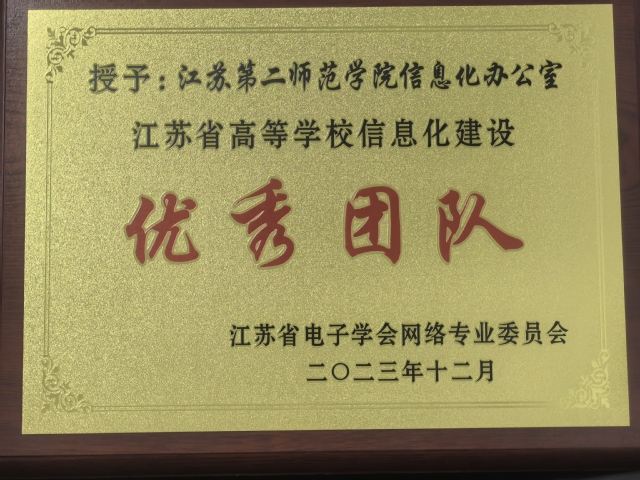 授予：江苏第二师范学院信息化办公室
江苏省高等学校信息化建设
优秀团队
江苏省电子学会网络专业委员会
二〇二三年十二月